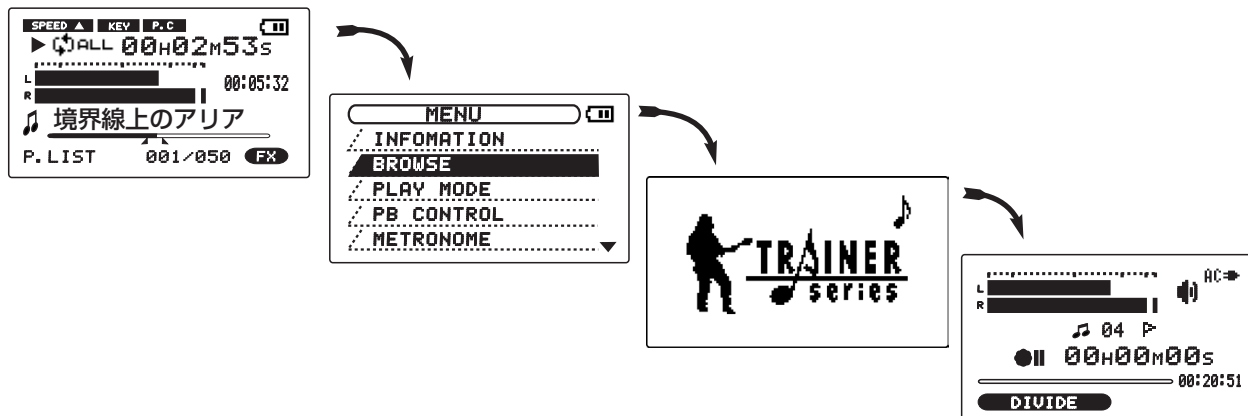 SPEED ▲ KEY P.C
ALL 00H02M53S
L
R
00:05:32
境界線上のアリア
P.LIST 001/050 FX
MENU
INFOMATION
BROWSE
PLAY MODE
PB CONTROL
METRONOME
TRAINER
series
AC
L
R
04
00H00M00S
00:20:51
DIVIDE